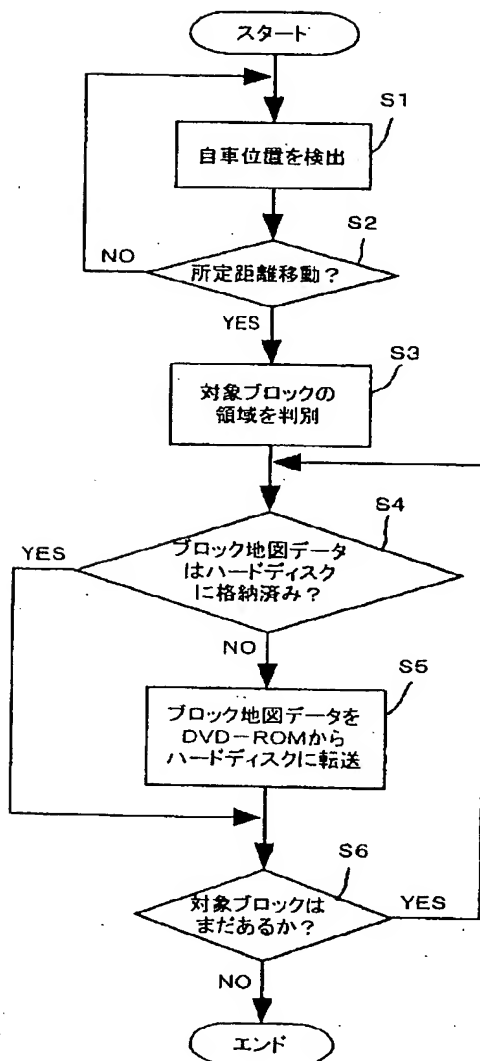 スタート
S1
自車位置を検出
S2
NO
所定距離移動？
YES
S3
対象ブロックの
領域を判別
S4
YES
ブロック地図データ
はハードディスク
に格納済み？
NO
S5
ブロック地図データを
DVD－ROMから
ハードディスクに転送
S6
対象ブロックは
まだあるか？
YES
NO
エンド